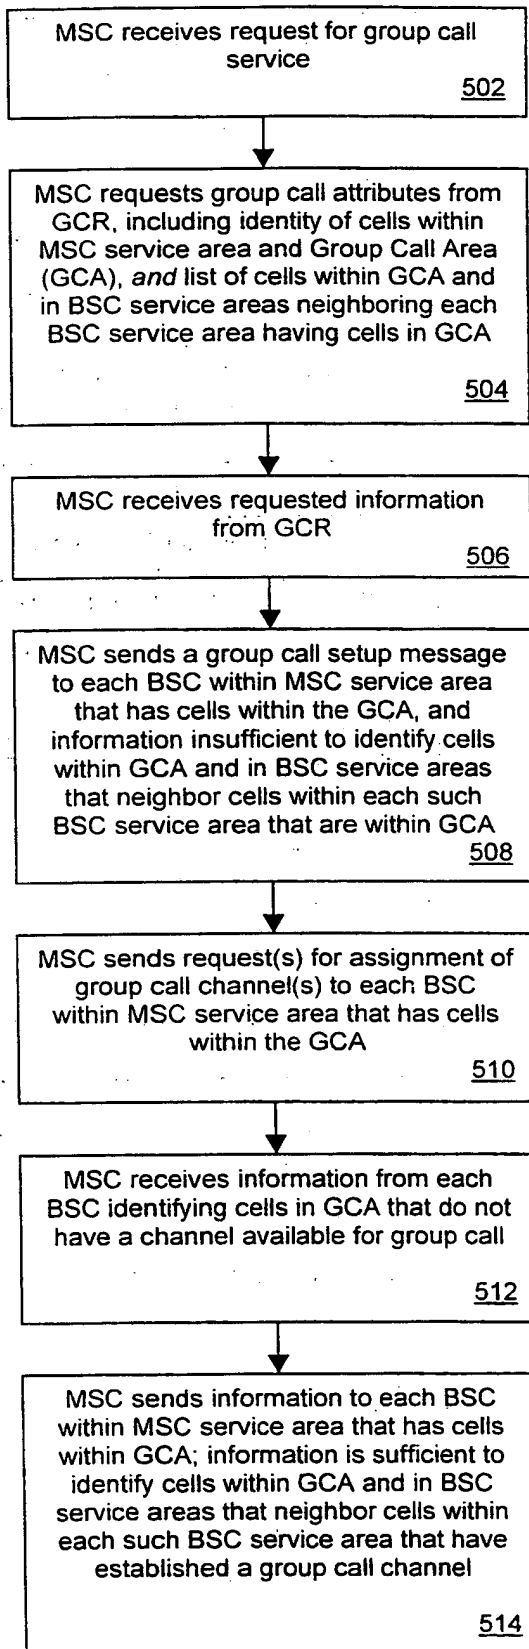 MSC receives request for group call
service
502
MSC requests group call attributes from
GCR, including identity of cells within
MSC service area and Group Call Area
(GCA), and list of cells within GCA and
in BSC service areas neighboring each
BSC service area having cells in GCA
504
MSC receives requested information
from GCR
506
MSC sends a group call setup message
to each BSC within MSC service area
that has cells within the GCA, and
information insufficient to identify cells
within GCA and in BSC service areas
that neighbor cells within each such
BSC service area that are within GCA
508
MSC sends request(s) for assignment of
group call channel(s) to each BSC
within MSC service area that has cells
within the GCA
510
MSC receives information from each
BSC identifying cells in GCA that do not
have a channel available for group call
512
MSC sends information to each BSC
within MSC service area that has cells
within GCA; information is sufficient to
identify cells within GCA and in BSC
service areas that neighbor cells within
each such BSC service area that have
established a group call channel
514